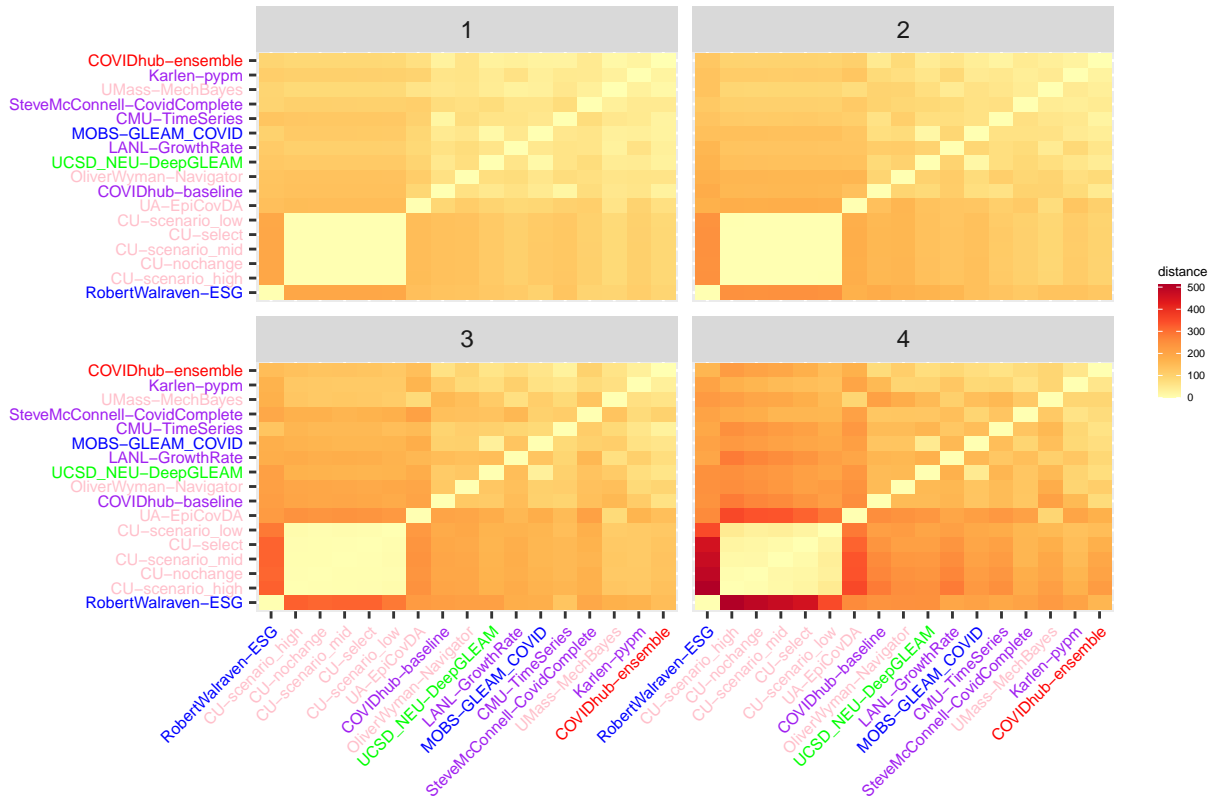 1
2
COVIDhub−ensemble
Karlen−pypm
UMass−MechBayes
SteveMcConnell−CovidComplete
CMU−TimeSeries
MOBS−GLEAM_COVID
LANL−GrowthRate
UCSD_NEU−DeepGLEAM
OliverWyman−Navigator
COVIDhub−baseline
UA−EpiCovDA
CU−scenario_low
CU−select
CU−scenario_mid
CU−nochange
CU−scenario_high
RobertWalraven−ESG
distance
500
400
300
200
100
0
3
4
COVIDhub−ensemble
Karlen−pypm
UMass−MechBayes
SteveMcConnell−CovidComplete
CMU−TimeSeries
MOBS−GLEAM_COVID
LANL−GrowthRate
UCSD_NEU−DeepGLEAM
OliverWyman−Navigator
COVIDhub−baseline
UA−EpiCovDA
CU−scenario_low
CU−select
CU−scenario_mid
CU−nochange
CU−scenario_high
RobertWalraven−ESG
RobertWalraven−ESG
CU−scenario_high
CU−nochange
CU−scenario_mid
CU−select
CU−scenario_low
UA−EpiCovDA
COVIDhub−baseline
OliverWyman−Navigator
UCSD_NEU−DeepGLEAM
LANL−GrowthRate
MOBS−GLEAM_COVID
CMU−TimeSeries
SteveMcConnell−CovidComplete
UMass−MechBayes
Karlen−pypm
COVIDhub−ensemble
RobertWalraven−ESG
CU−scenario_high
CU−nochange
CU−scenario_mid
CU−select
CU−scenario_low
UA−EpiCovDA
COVIDhub−baseline
OliverWyman−Navigator
UCSD_NEU−DeepGLEAM
LANL−GrowthRate
MOBS−GLEAM_COVID
CMU−TimeSeries
SteveMcConnell−CovidComplete
UMass−MechBayes
Karlen−pypm
COVIDhub−ensemble